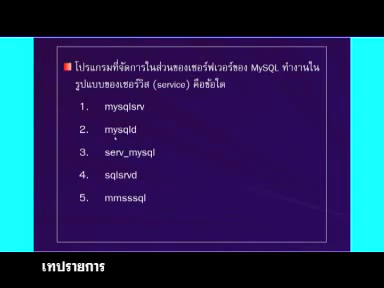 โปรแกรมที่จัดการในส่วนของเซอร์ฟเวอร์ของ MySQL ทำงานใน
รูปแบบของเซอร์วิส (service) คือข้อใด
1. mysqlsrv
2. mysqld
3. serv_mysql
4. sqlsrvd
5. mmsssql
เทปรายการ